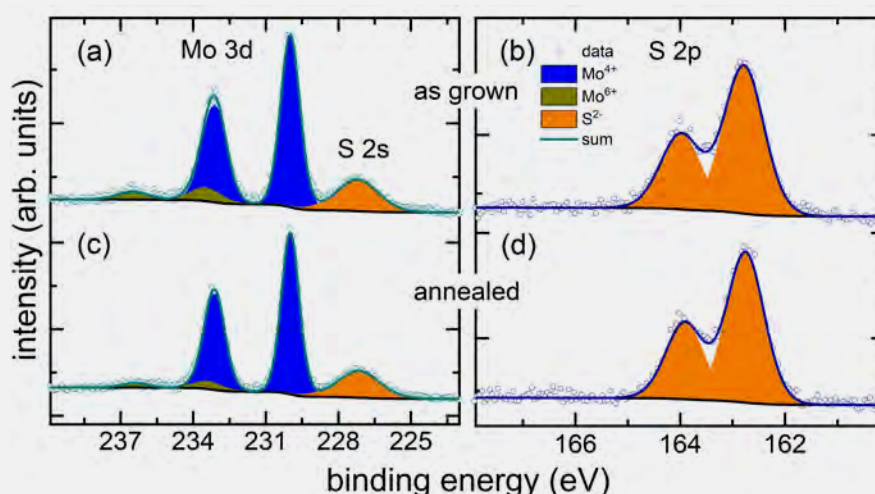 (a)
Mo 3d
S 2s
(b)
S 2p
data
Mo⁴⁺
Mo⁶⁺
S²⁻
sum
as grown
(c)
(d)
annealed
intensity (arb. units)
237 234 231 228 225
166 164 162
binding energy (eV)